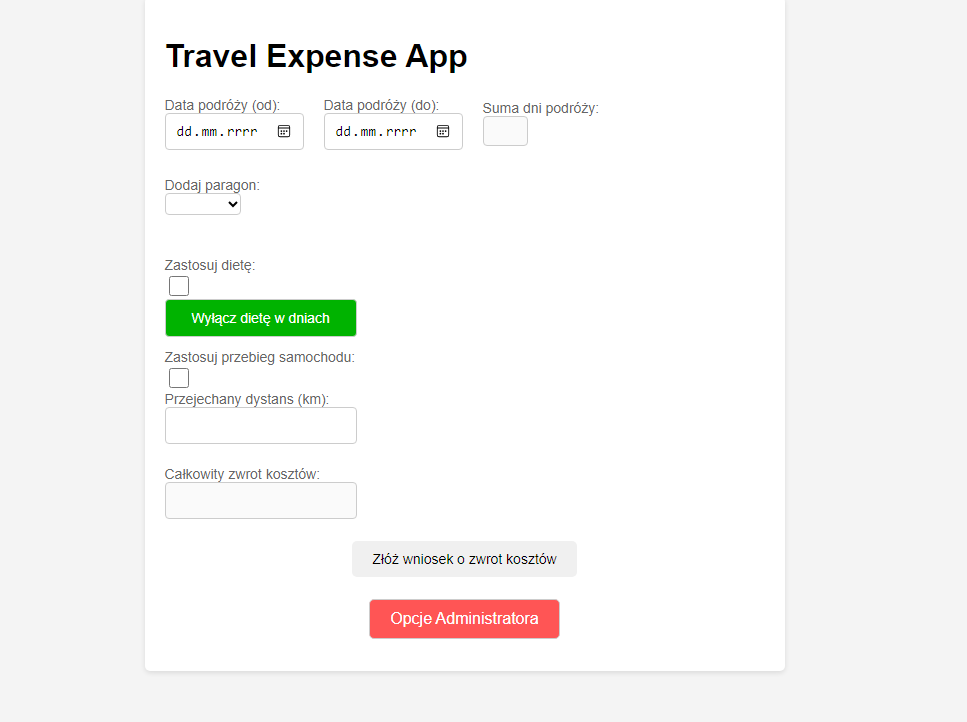 Travel Expense App
Data podróży (od): Data podróży (do): Suma dni podróży:
dd.mm.rrrr dd.mm.rrrr
Dodaj paragon:
Zastosuj dietę:
Wyłącz dietę w dniach
Zastosuj przebieg samochodu:
Przejechany dystans (km):
Całkowity zwrot kosztów:
Złóż wniosek o zwrot kosztów
Opcje Administratora